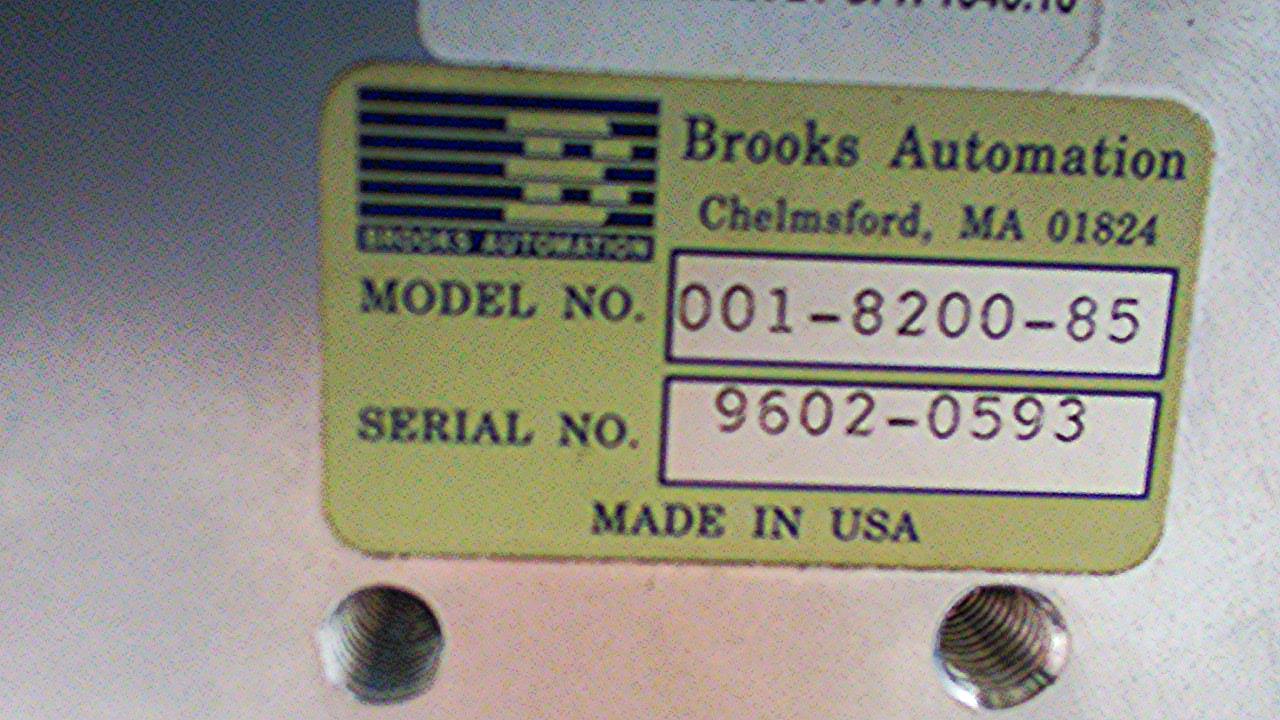 Brooks Automation
Chelmsford, MA 01824
BROOKS AUTOMATION
MODEL NO. 001-8200-85
SERIAL NO. 9602-0593
MADE IN USA